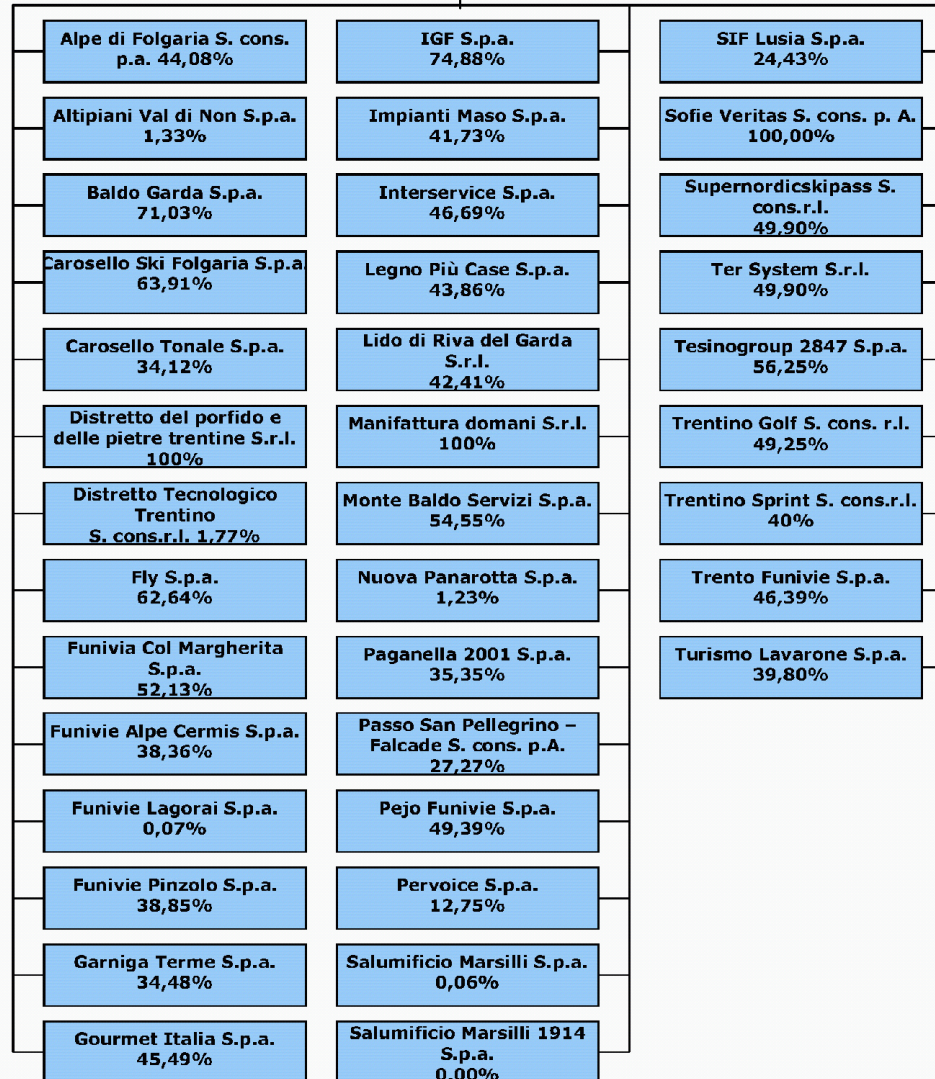 Alpe di Folgaria S. cons.
p.a. 44,08%
Altipiani Val di Non S.p.a.
1,33%
Baldo Garda S.p.a.
71,03%
Carosello Ski Folgaria S.p.a.
63,91%
Carosello Tonale S.p.a.
34,12%
Distretto del porfido e
delle pietre trentine S.r.l.
100%
Distretto Tecnologico
Trentino
S. cons.r.l. 1,77%
Fly S.p.a.
62,64%
Funivia Col Margherita
S.p.a.
52,13%
Funivie Alpe Cermis S.p.a.
38,36%
Funivie Lagorai S.p.a.
0,07%
Funivie Pinzolo S.p.a.
38,85%
Garniga Terme S.p.a.
34,48%
Gourmet Italia S.p.a.
45,49%
IGF S.p.a.
74,88%
Impianti Maso S.p.a.
41,73%
Interservice S.p.a.
46,69%
Legno Più Case S.p.a.
43,86%
Lido di Riva del Garda
S.r.l.
42,41%
Manifattura domani S.r.l.
100%
Monte Baldo Servizi S.p.a.
54,55%
Nuova Panarotta S.p.a.
1,23%
Paganella 2001 S.p.a.
35,35%
Passo San Pellegrino –
Falcade S. cons. p.A.
27,27%
Pejo Funivie S.p.a.
49,39%
Pervoice S.p.a.
12,75%
Salumificio Marsilli S.p.a.
0,06%
Salumificio Marsilli 1914
S.p.a.
0,00%
SIF Lusia S.p.a.
24,43%
Sofie Veritas S. cons. p. A.
100,00%
Supernordicskipass S.
cons.r.l.
49,90%
Ter System S.r.l.
49,90%
Tesinogroup 2847 S.p.a.
56,25%
Trentino Golf S. cons. r.l.
49,25%
Trentino Sprint S. cons.r.l.
40%
Trento Funivie S.p.a.
46,39%
Turismo Lavarone S.p.a.
39,80%